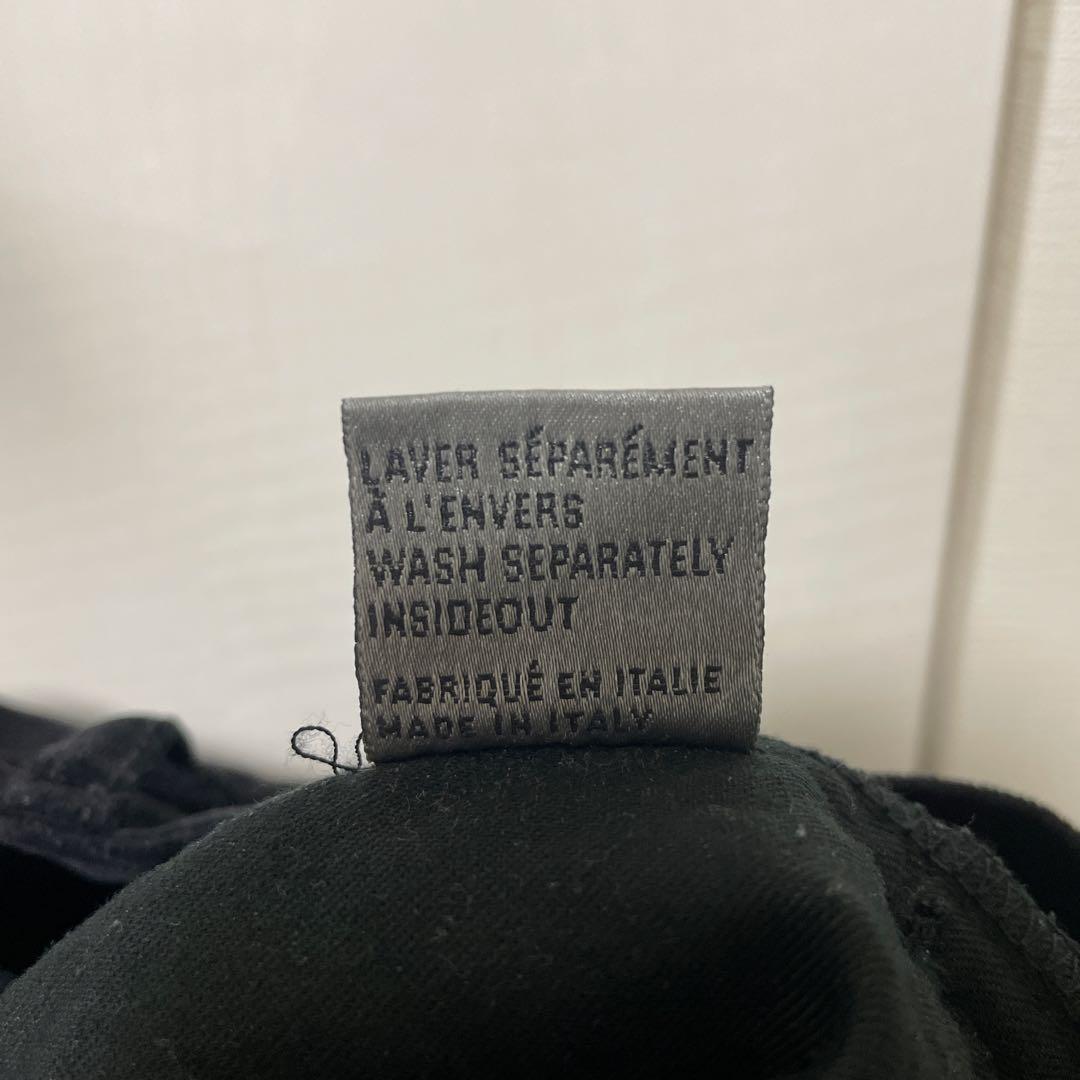 LAVER SÉPARÉMENT
À L'ENVERS
WASH SEPARATELY
INSIDEOUT
FABRIQUÉ EN ITALIE
MADE IN ITALY